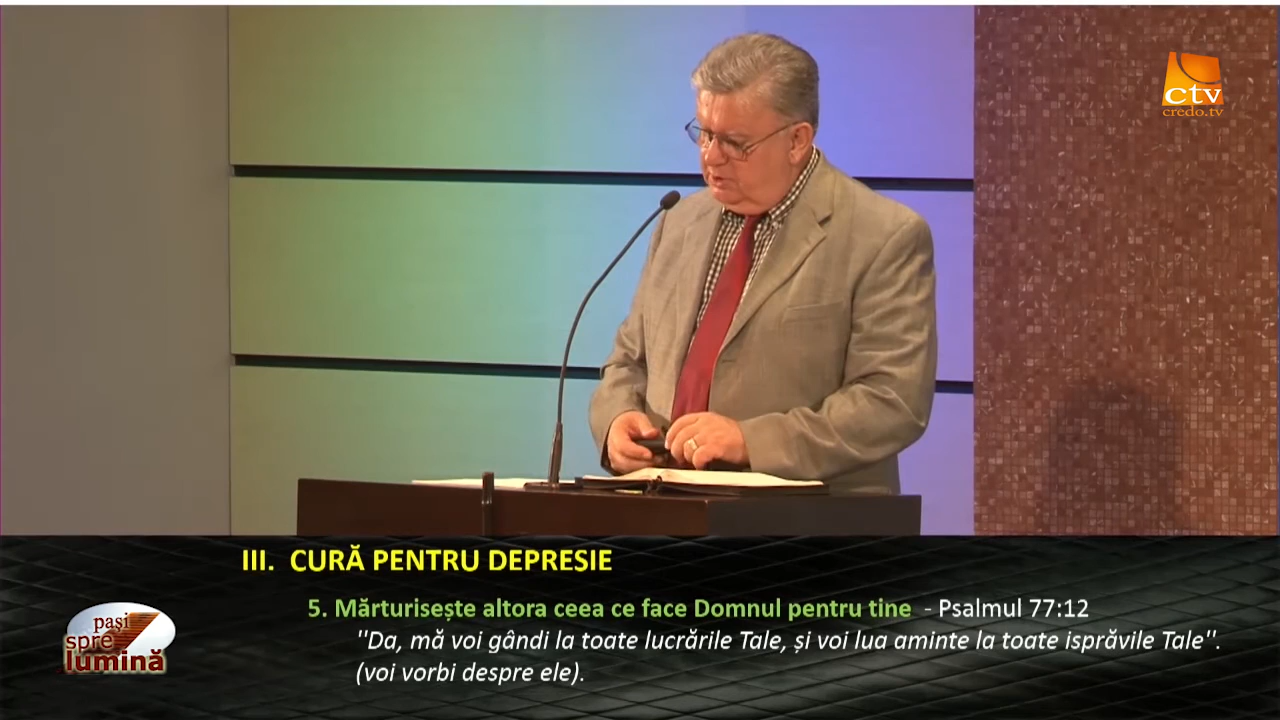 ctv
credo.tv
III. CURĂ PENTRU DEPRESIE
5. Mărturisește altora ceea ce face Domnul pentru tine - Psalmul 77:12
"Da, mă voi gândi la toate lucrările Tale, și voi lua aminte la toate isprăvile Tale".
(voi vorbi despre ele).
pași
spre
lumină